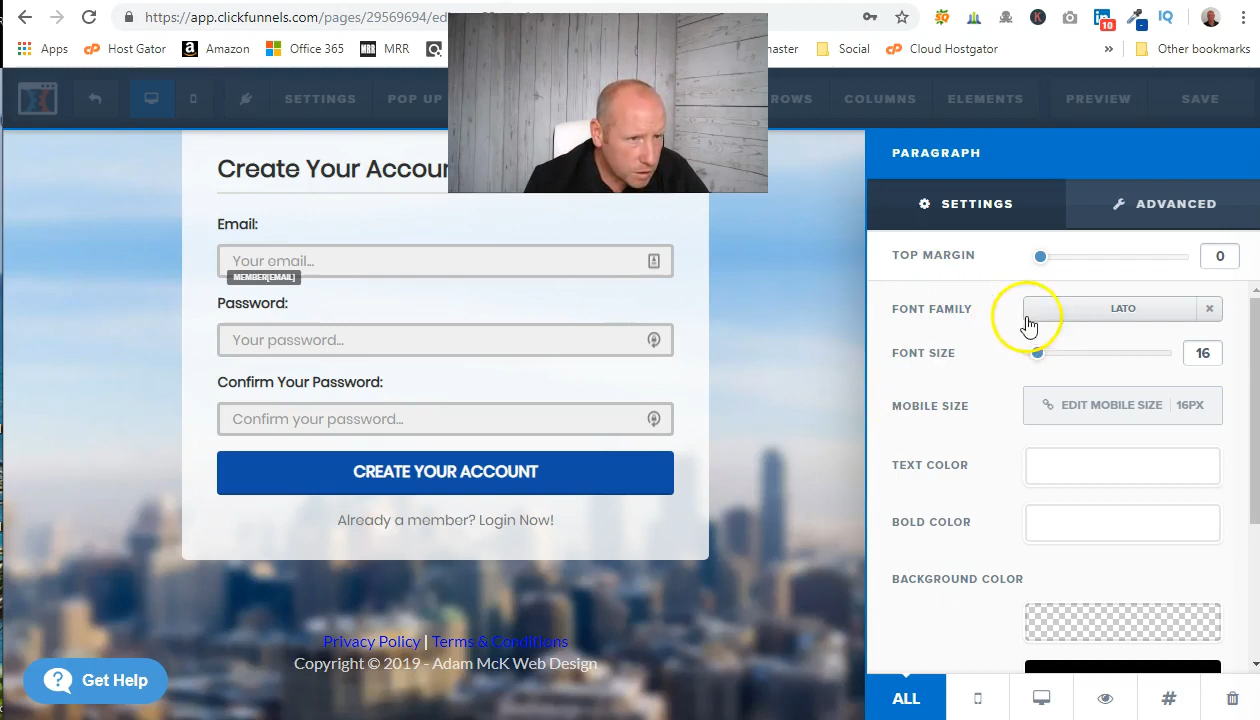 https://app.clickfunnels.com/pages/29569694/ed
10
Apps
Host Gator
Amazon
Office 365
MRR
MRR
master
Social
Cloud Hostgator
»
Other bookmarks
SETTINGS
POP UP
ROWS
COLUMNS
ELEMENTS
PREVIEW
SAVE
Create Your Accoun
Email:
Your email...
MEMBER[EMAIL]
Password:
Your password...
Confirm Your Password:
Confirm your password...
CREATE YOUR ACCOUNT
Already a member? Login Now!
Privacy Policy | Terms & Conditions
Copyright © 2019 - Adam McK Web Design
Get Help
PARAGRAPH
SETTINGS
ADVANCED
TOP MARGIN
0
FONT FAMILY
LATO
FONT SIZE
16
MOBILE SIZE
EDIT MOBILE SIZE | 16PX
TEXT COLOR
BOLD COLOR
BACKGROUND COLOR
ALL
#